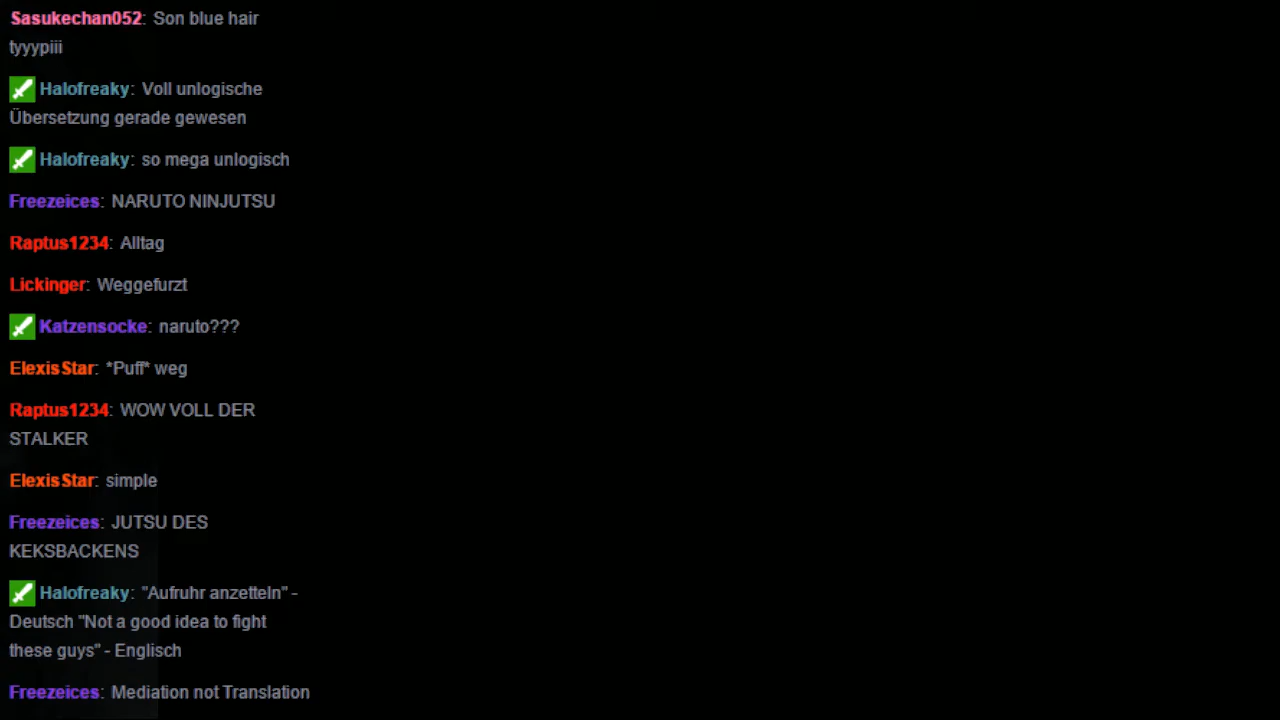 Sasukechan052: Son blue hair
tyyypiii
Halofreaky: Voll unlogische
Übersetzung gerade gewesen
Halofreaky: so mega unlogisch
Freezeices: NARUTO NINJUTSU
Raptus1234: Alltag
Lickinger: Weggefurzt
Katzensocke: naruto???
ElexisStar: *Puff* weg
Raptus1234: WOW VOLL DER
STALKER
ElexisStar: simple
Freezeices: JUTSU DES
KEKSBACKENS
Halofreaky: "Aufruhr anzetteln" -
Deutsch "Not a good idea to fight
these guys" - Englisch
Freezeices: Mediation not Translation